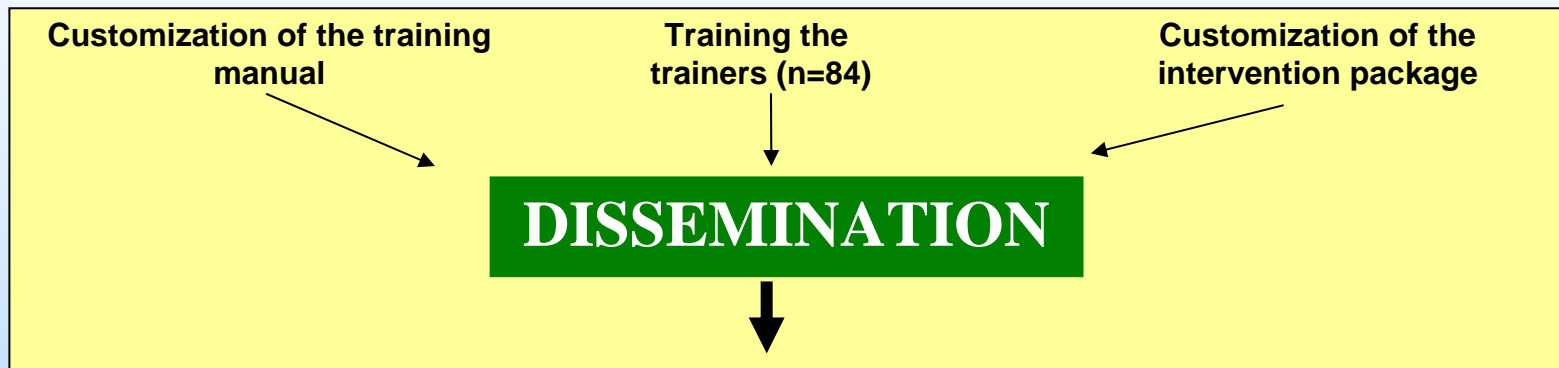 Customization of the training
manual
Training the
trainers (n=84)
Customization of the
intervention package
DISSEMINATION